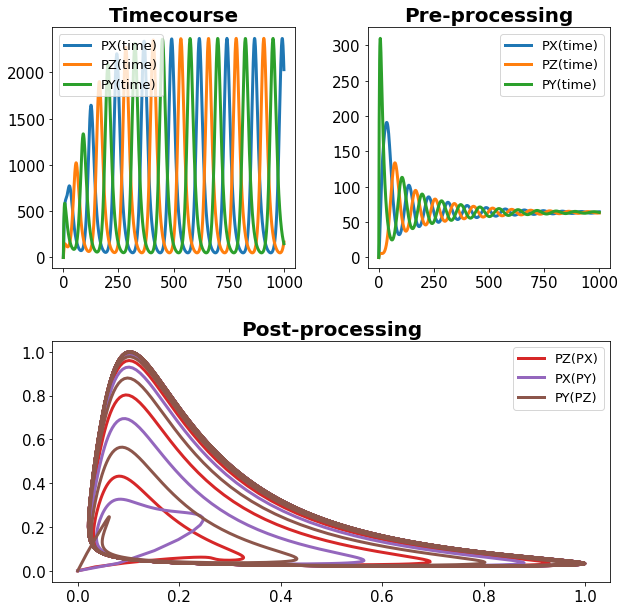 Timecourse
PX(time)
PZ(time)
PY(time)
2000
1500
1000
500
0
0 250 500 750 1000
Pre-processing
PX(time)
PZ(time)
PY(time)
300
250
200
150
100
50
0
0 250 500 750 1000
Post-processing
PZ(PX)
PX(PY)
PY(PZ)
1.0
0.8
0.6
0.4
0.2
0.0
0.0 0.2 0.4 0.6 0.8 1.0